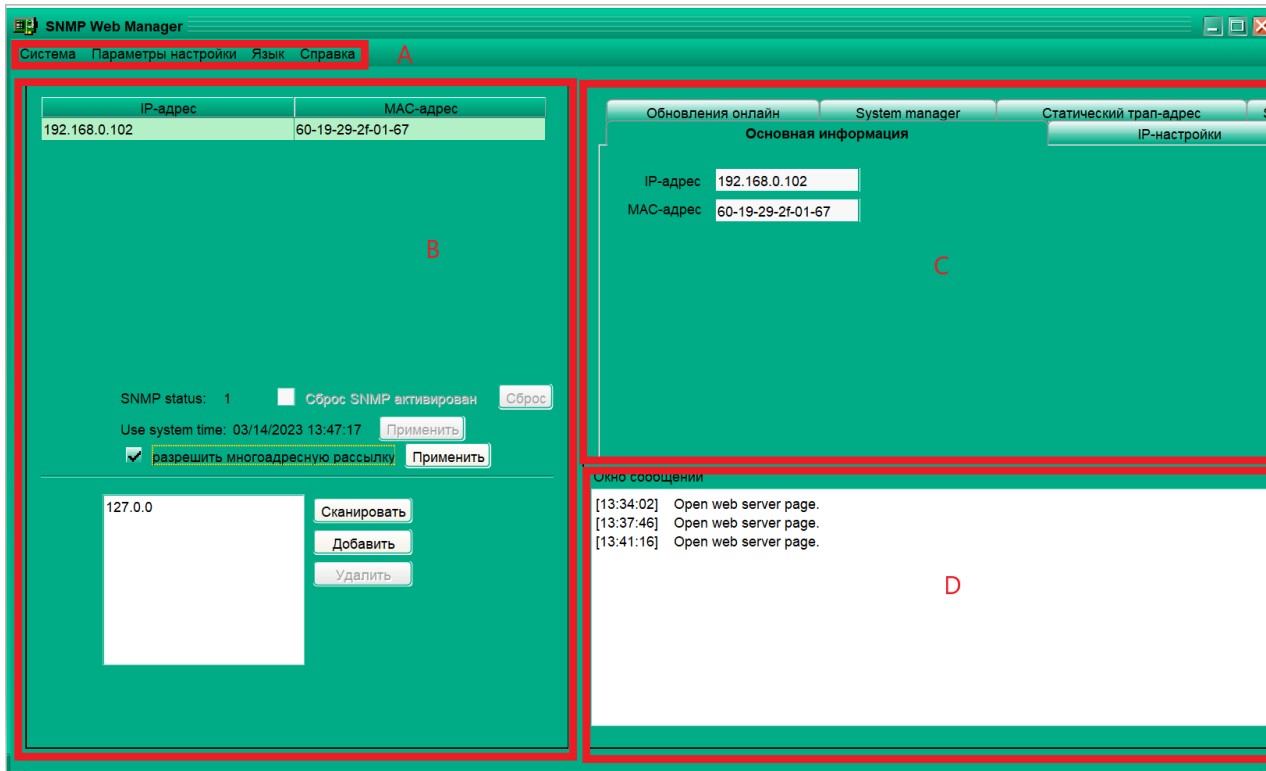 SNMP Web Manager
Система Параметры настройки Язык Справка A
IP-адрес MAC-адрес
192.168.0.102 60-19-29-2f-01-67
B
SNMP status: 1 Сброс SNMP активирован Сброс
Use system time: 03/14/2023 13:47:17 Применить
разрешить многоадресную рассылку Применить
127.0.0
Сканировать
Добавить
Удалить
Обновления онлайн System manager Статический трап-адрес
Основная информация IP-настройки
IP-адрес 192.168.0.102
MAC-адрес 60-19-29-2f-01-67
C
Окно сообщений
[13:34:02] Open web server page.
[13:37:46] Open web server page.
[13:41:16] Open web server page.
D